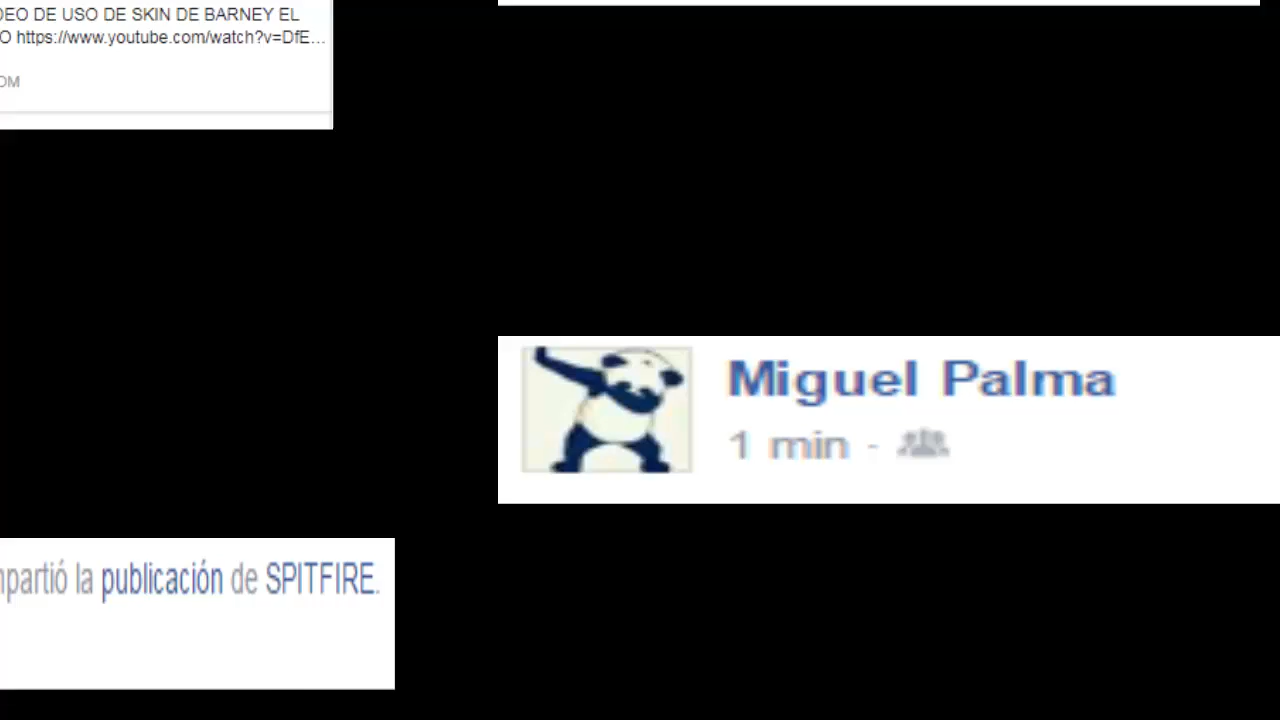 DEO DE USO DE SKIN DE BARNEY EL
O https://www.youtube.com/watch?v=DfE...
OM
Miguel Palma
1 min ·
mpartió la publicación de SPITFIRE.